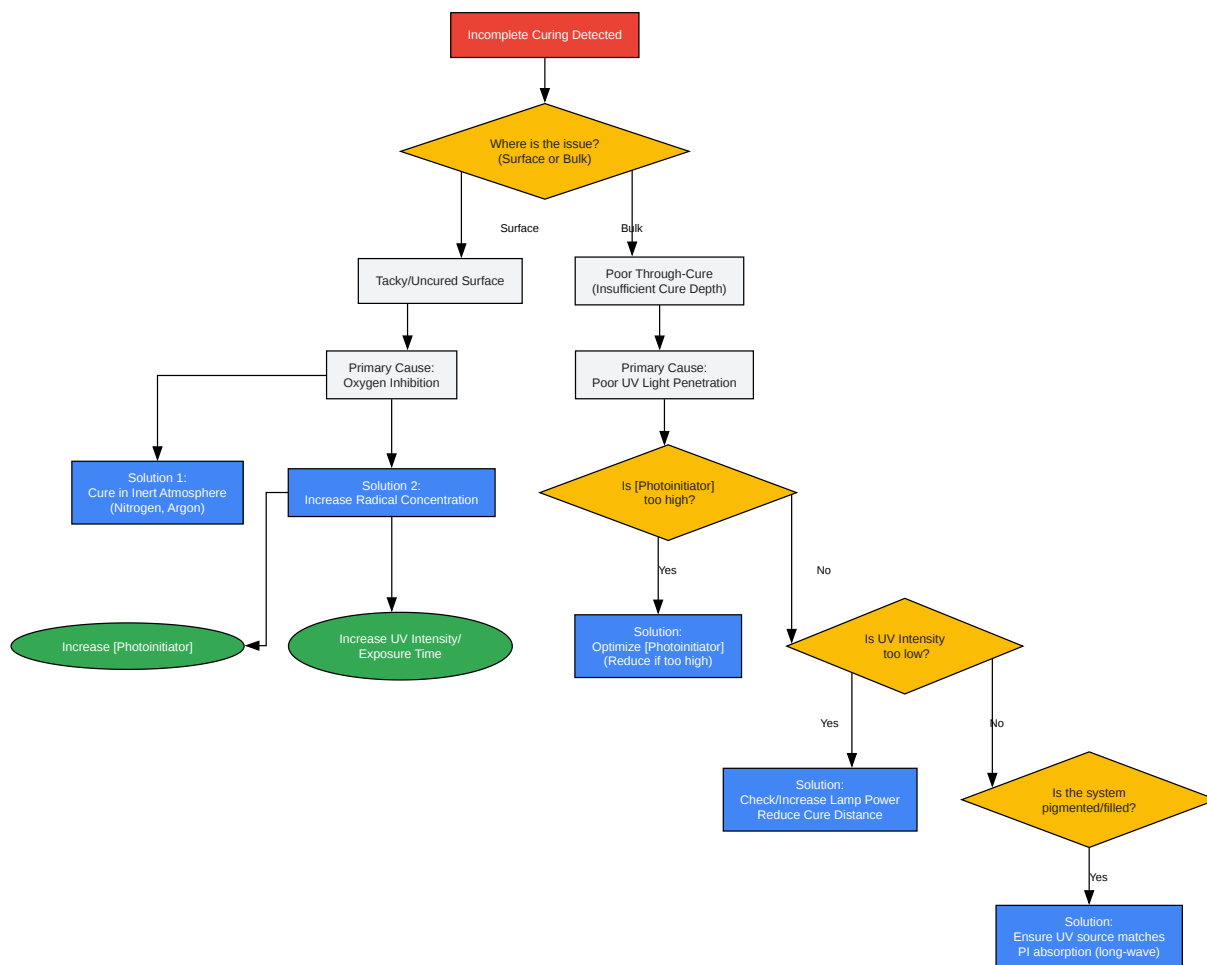 Incomplete Curing Detected
Where is the issue?
(Surface or Bulk)
Surface
Bulk
Tacky/Uncured Surface
Poor Through-Cure
(Insufficient Cure Depth)
Primary Cause:
Oxygen Inhibition
Primary Cause:
Poor UV Light Penetration
Solution 1:
Cure in Inert Atmosphere
(Nitrogen, Argon)
Solution 2:
Increase Radical Concentration
Is [Photoinitiator]
too high?
Yes
No
Increase [Photoinitiator]
Increase UV Intensity/
Exposure Time
Solution:
Optimize [Photoinitiator]
(Reduce if too high)
Is UV Intensity
too low?
Yes
No
Solution:
Check/Increase Lamp Power
Reduce Cure Distance
Is the system
pigmented/filled?
Yes
Solution:
Ensure UV source matches
PI absorption (long-wave)